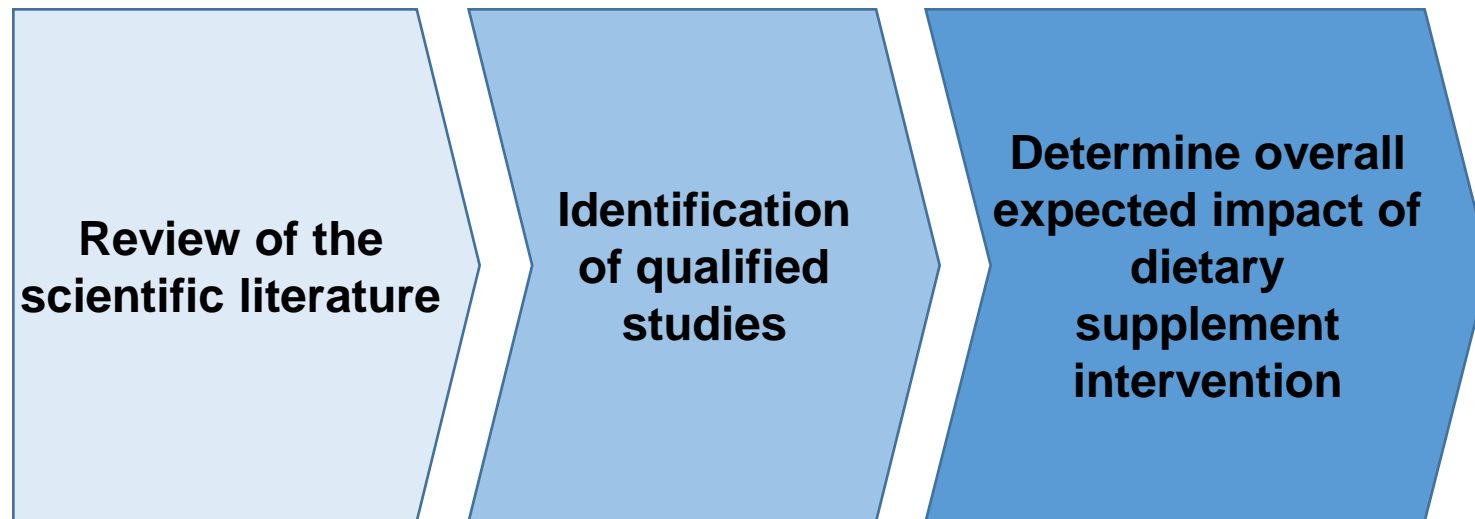 Review of the
scientific literature
Identification
of qualified
studies
Determine overall
expected impact of
dietary
supplement
intervention